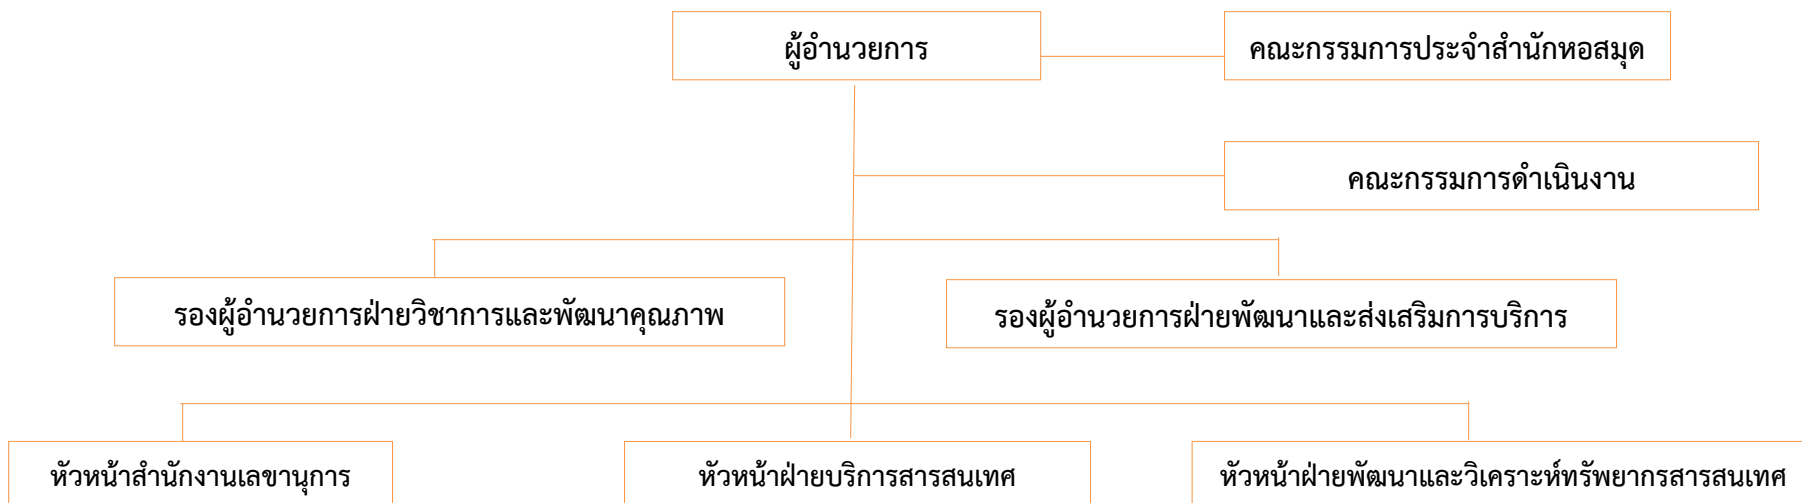 ผู้อำนวยการ
คณะกรรมการประจำสำนักหอสมุด
คณะกรรมการดำเนินงาน
รองผู้อำนวยการฝ่ายวิชาการและพัฒนาคุณภาพ
รองผู้อำนวยการฝ่ายพัฒนาและส่งเสริมการบริการ
หัวหน้าสำนักงานเลขานุการ
หัวหน้าฝ่ายบริการสารสนเทศ
หัวหน้าฝ่ายพัฒนาและวิเคราะห์ทรัพยากรสารสนเทศ